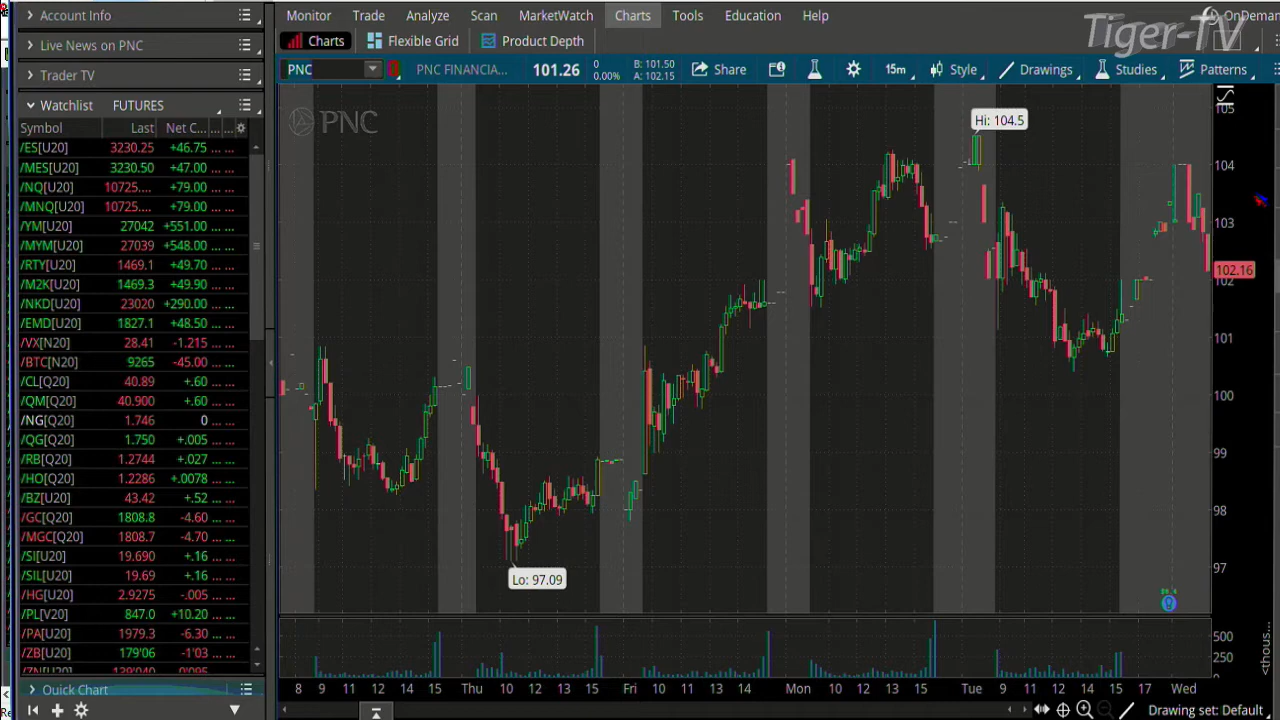 Account Info
Live News on PNC
Trader TV
Watchlist FUTURES
Symbol Last Net C... ... ...
/ES[U20] 3230.25 +46.75 ... ...
/MES[U20] 3230.50 +47.00 ... ...
/NQ[U20] 10725.... +79.00 ... ...
/MNQ[U20] 10725.... +79.00 ... ...
/YM[U20] 27042 +551.00 ... ...
/MYM[U20] 27039 +548.00 ... ...
/RTY[U20] 1469.1 +49.70 ... ...
/M2K[U20] 1469.3 +49.90 ... ...
/NKD[U20] 23020 +290.00 ... ...
/EMD[U20] 1827.1 +48.50 ... ...
/VX[N20] 28.41 -1.215 ... ...
/BTC[N20] 9265 -45.00 ... ...
/CL[Q20] 40.89 +.60 ... ...
/QM[Q20] 40.900 +.60 ... ...
/NG[Q20] 1.746 0 ... ...
/QG[Q20] 1.750 +.005 ... ...
/RB[Q20] 1.2744 +.027 ... ...
/HO[Q20] 1.2286 +.0078 ... ...
/BZ[U20] 43.42 +.52 ... ...
/GC[Q20] 1808.8 -4.60 ... ...
/MGC[Q20] 1808.7 -4.70 ... ...
/SI[U20] 19.690 +.16 ... ...
/SIL[U20] 19.69 +.16 ... ...
/HG[U20] 2.9275 -.005 ... ...
/PL[V20] 847.0 +10.20 ... ...
/PA[U20] 1979.3 -6.30 ... ...
/ZB[U20] 179'06 -1'03 ... ...
/ZN[U20] 139'040 0'095
Quick Chart
Monitor Trade Analyze Scan MarketWatch Charts Tools Education Help
OnDeman
Tiger-TV
Charts Flexible Grid Product Depth
PNC PNC FINANCIA... 101.26 0 B: 101.50
0.00% A: 102.15
Share 15m Style Drawings Studies Patterns
PNC
Hi: 104.5
Lo: 97.09
105
104
103
102.16
102
101
100
99
98
97
500
250
<thous...
8 9 11 12 13 14 15 Thu 10 12 13 15 Fri 10 11 12 13 14 Mon 10 12 13 15 Tue 9 11 12 13 14 15 17 Wed
Drawing set: Default